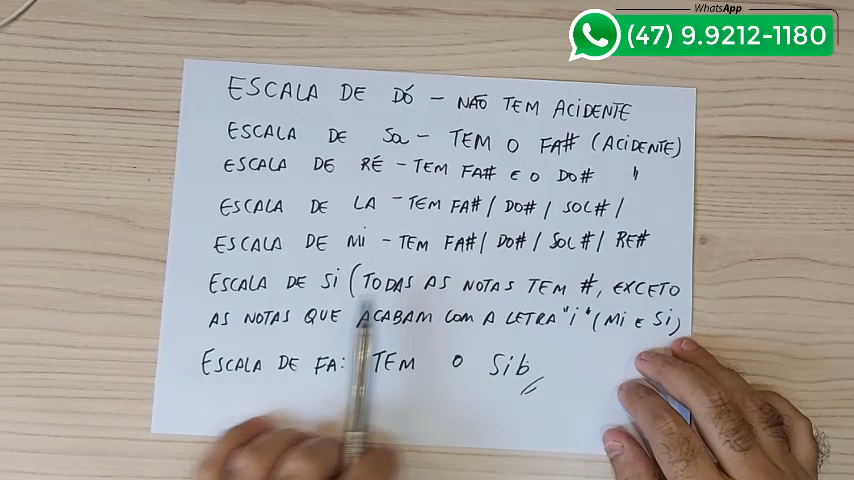 WhatsApp
(47) 9.9212-1180
ESCALA DE DÓ - NÃO TEM ACIDENTE
ESCALA DE SOL - TEM O FA# (ACIDENTE)
ESCALA DE RÉ - TEM FA# E O DO# "
ESCALA DE LA - TEM FA# / DO# / SOL# /
ESCALA DE Mi - TEM FA# / DO# / SOL# / RE#
ESCALA DE Si (TODAS AS NOTAS TEM #, EXCETO
AS NOTAS QUE ACABAM COM A LETRA "i" (Mi E Si)
ESCALA DE FA: TEM O Sib